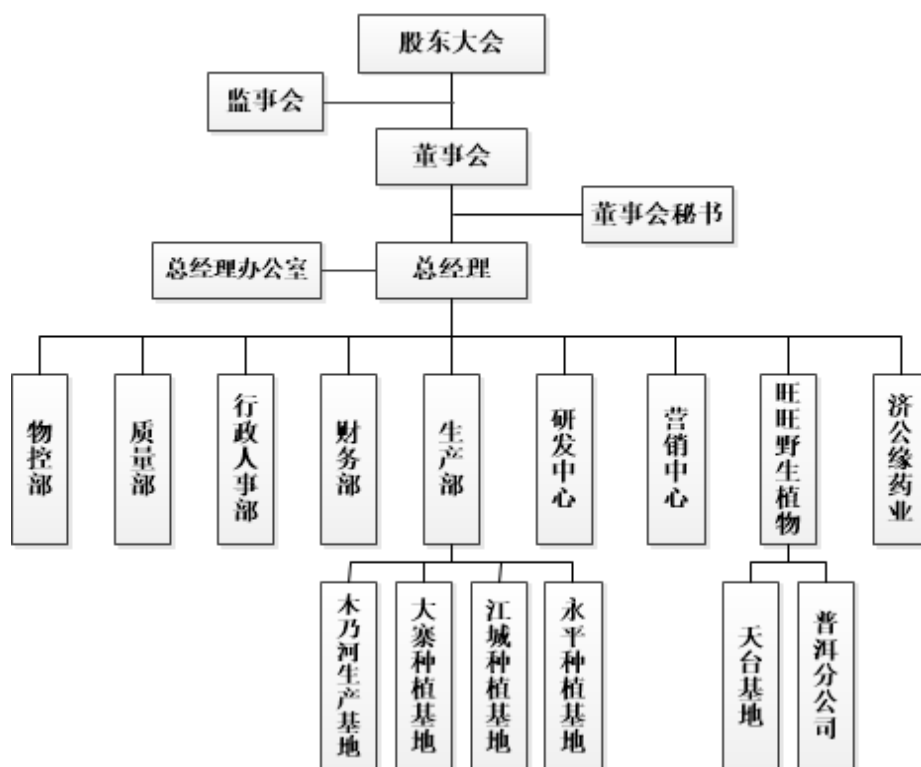 股东大会
监事会
董事会
董事会秘书
总经理办公室
总经理
物控部
质量部
行政人事部
财务部
生产部
研发中心
营销中心
旺旺野生植物
济公缘药业
木乃河生产基地
大寨种植基地
江城种植基地
永平种植基地
天台基地
普洱分公司